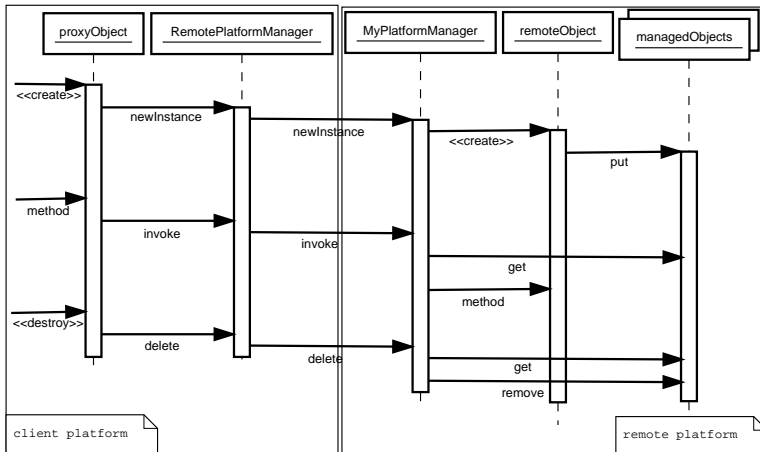 proxyObject
RemotePlatformManager
MyPlatformManager
remoteObject
managedObjects
<<create>>
newInstance
newInstance
<<create>>
put
method
invoke
invoke
get
method
<<destroy>>
delete
delete
get
remove
client platform
remote platform